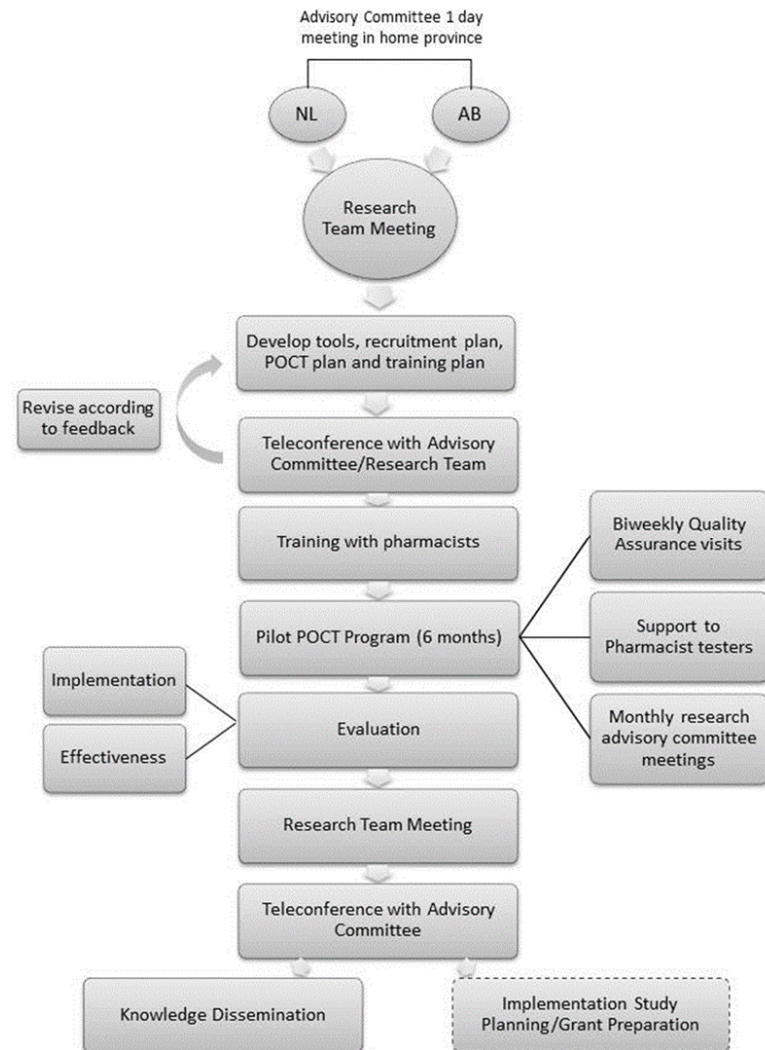 Advisory Committee 1 day
meeting in home province
NL
AB
Research
Team Meeting
Develop tools, recruitment plan,
POCT plan and training plan
Revise according
to feedback
Teleconference with Advisory
Committee/Research Team
Training with pharmacists
Biweekly Quality
Assurance visits
Pilot POCT Program (6 months)
Support to
Pharmacist testers
Implementation
Monthly research
advisory committee
meetings
Evaluation
Effectiveness
Research Team Meeting
Teleconference with Advisory
Committee
Knowledge Dissemination
Implementation Study
Planning/Grant Preparation